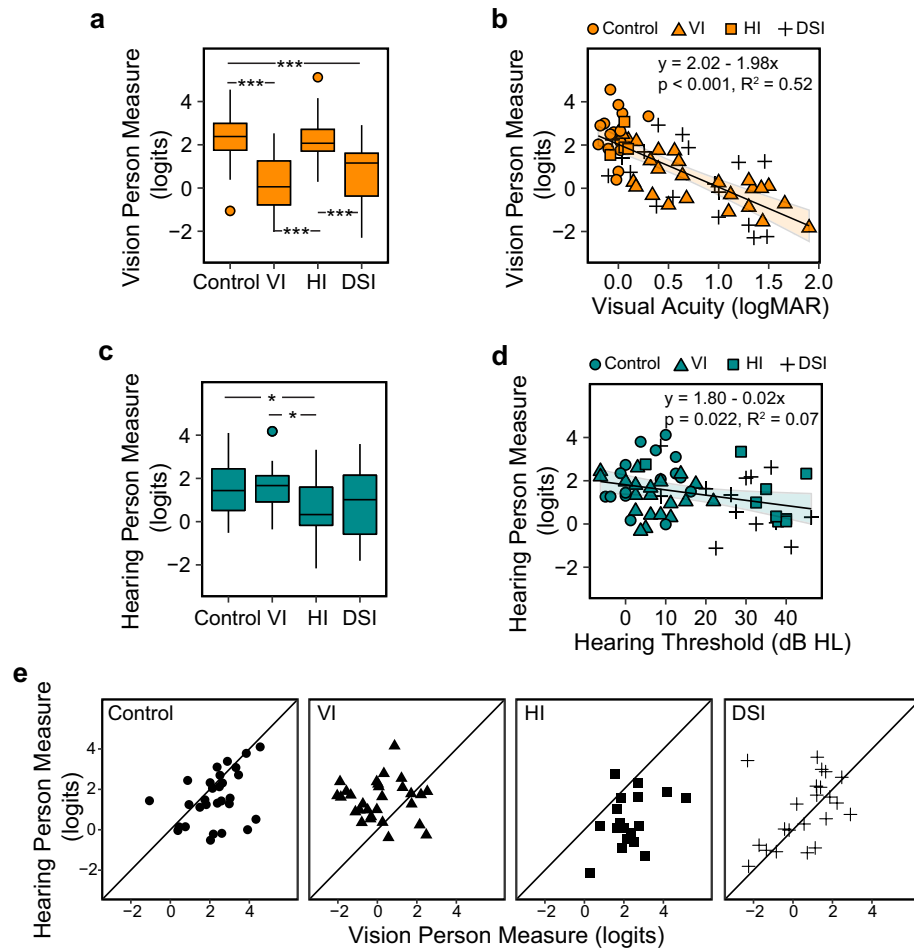 a
Vision Person Measure
(logits)
4
2
0
−2
***
***
***
***
Control VI HI DSI
b
Control VI HI DSI
y = 2.02 - 1.98x
p < 0.001, R² = 0.52
Vision Person Measure
(logits)
4
2
0
−2
0.0 0.5 1.0 1.5 2.0
Visual Acuity (logMAR)
c
Hearing Person Measure
(logits)
4
2
0
−2
*
*
Control VI HI DSI
d
Control VI HI DSI
y = 1.80 - 0.02x
p = 0.022, R² = 0.07
Hearing Person Measure
(logits)
4
2
0
−2
0 10 20 30 40
Hearing Threshold (dB HL)
e
Hearing Person Measure
(logits)
4
2
0
−2
Control VI HI DSI
−2 0 2 4 −2 0 2 4 −2 0 2 4 −2 0 2 4
Vision Person Measure (logits)